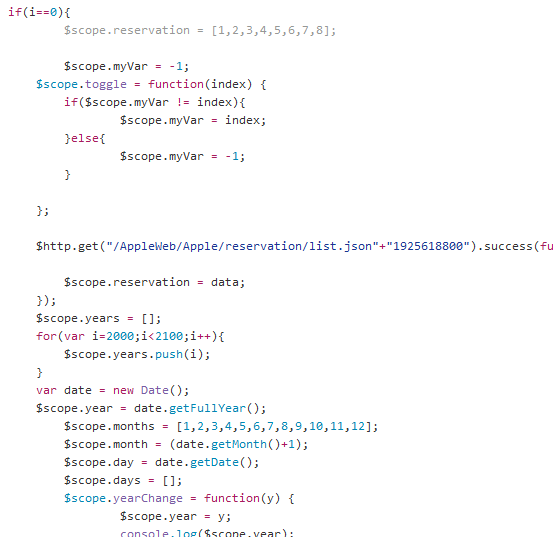 if(i==0){
$scope.reservation = [1,2,3,4,5,6,7,8];
$scope.myVar = -1;
$scope.toggle = function(index) {
if($scope.myVar != index){
$scope.myVar = index;
}else{
$scope.myVar = -1;
}
};
$http.get("/AppleWeb/Apple/reservation/list.json"+"1925618800").success(fu
$scope.reservation = data;
});
$scope.years = [];
for(var i=2000;i<2100;i++){
$scope.years.push(i);
}
var date = new Date();
$scope.year = date.getFullYear();
$scope.months = [1,2,3,4,5,6,7,8,9,10,11,12];
$scope.month = (date.getMonth()+1);
$scope.day = date.getDate();
$scope.days = [];
$scope.yearChange = function(y) {
$scope.year = y;
console.log($scope.year);